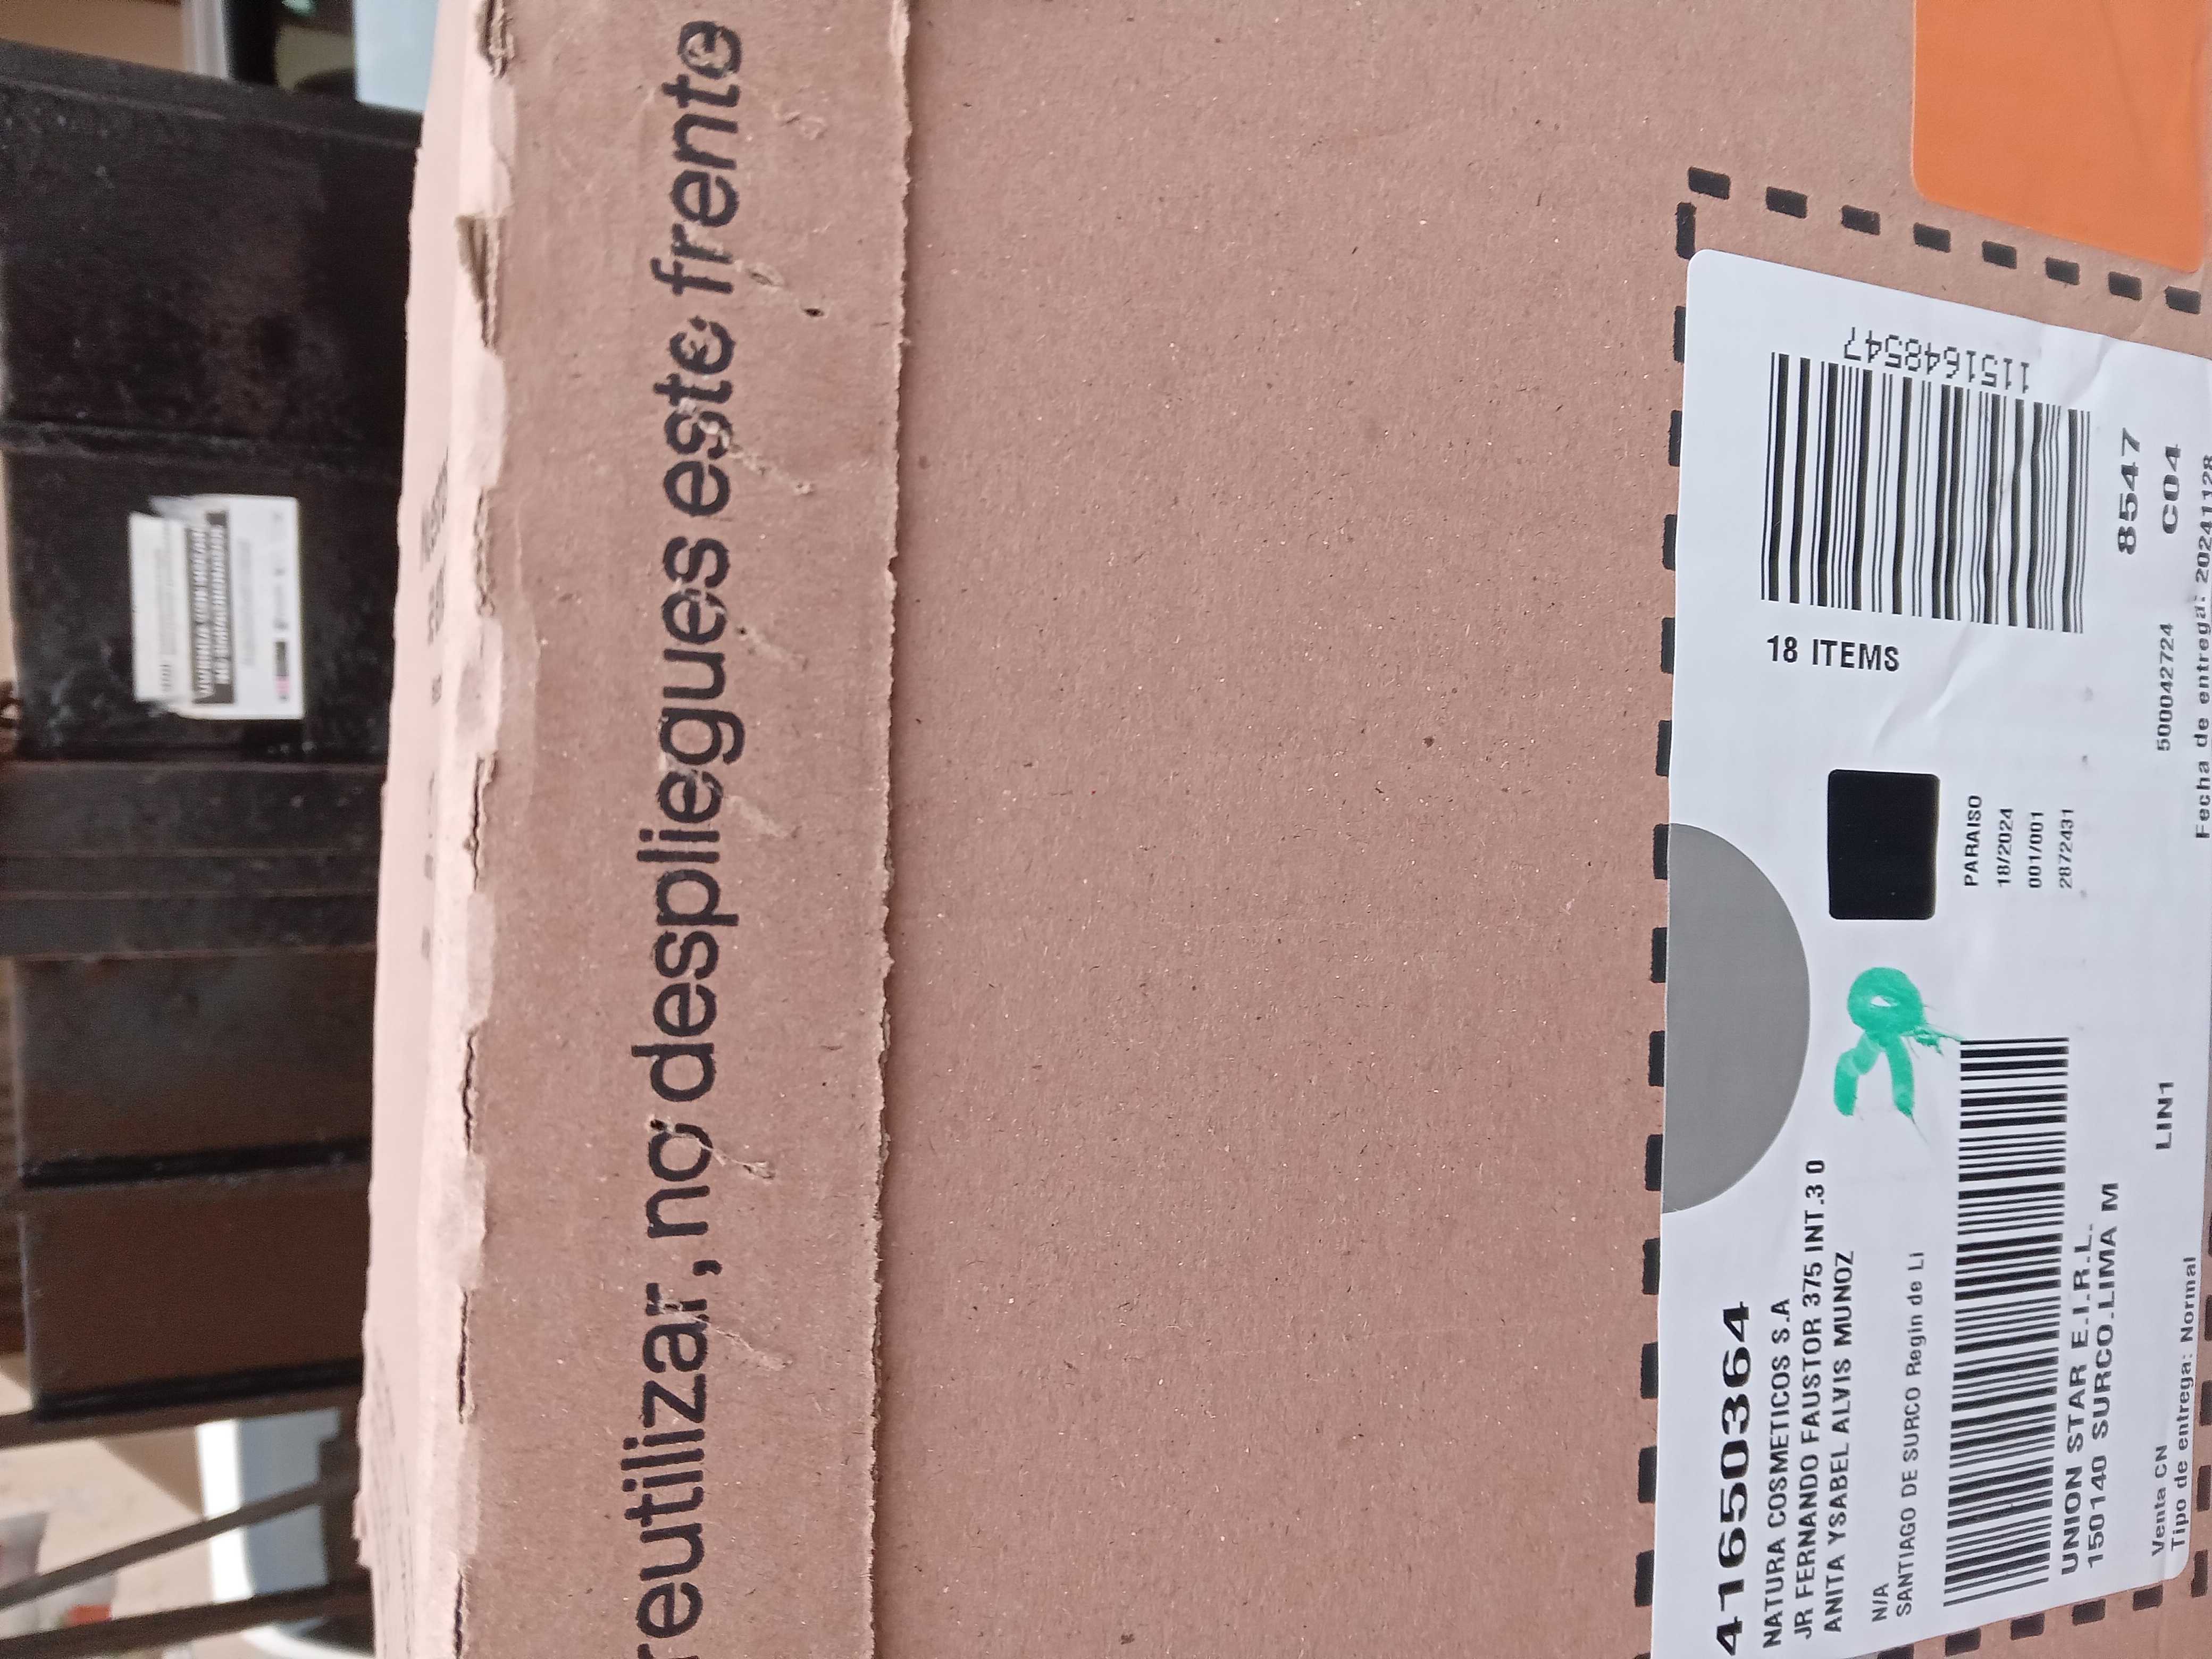 reutilizar, no despliegues este frente
41650364
NATURA COSMETICOS S.A
JR FERNANDO FAUSTOR 375 INT.3 0
ANITA YSABEL ALVIS MUNOZ
N/A
SANTIAGO DE SURCO Regin de LI
UNION STAR E.I.R.L.
150140 SURCO.LIMA M
Venta CN
LIN1
500042724
C04
Tipo de entrega: Normal
Fecha de entrega: 20241128
PARAISO
18/2024
001/001
2872431
18 ITEMS
1151648547
8547